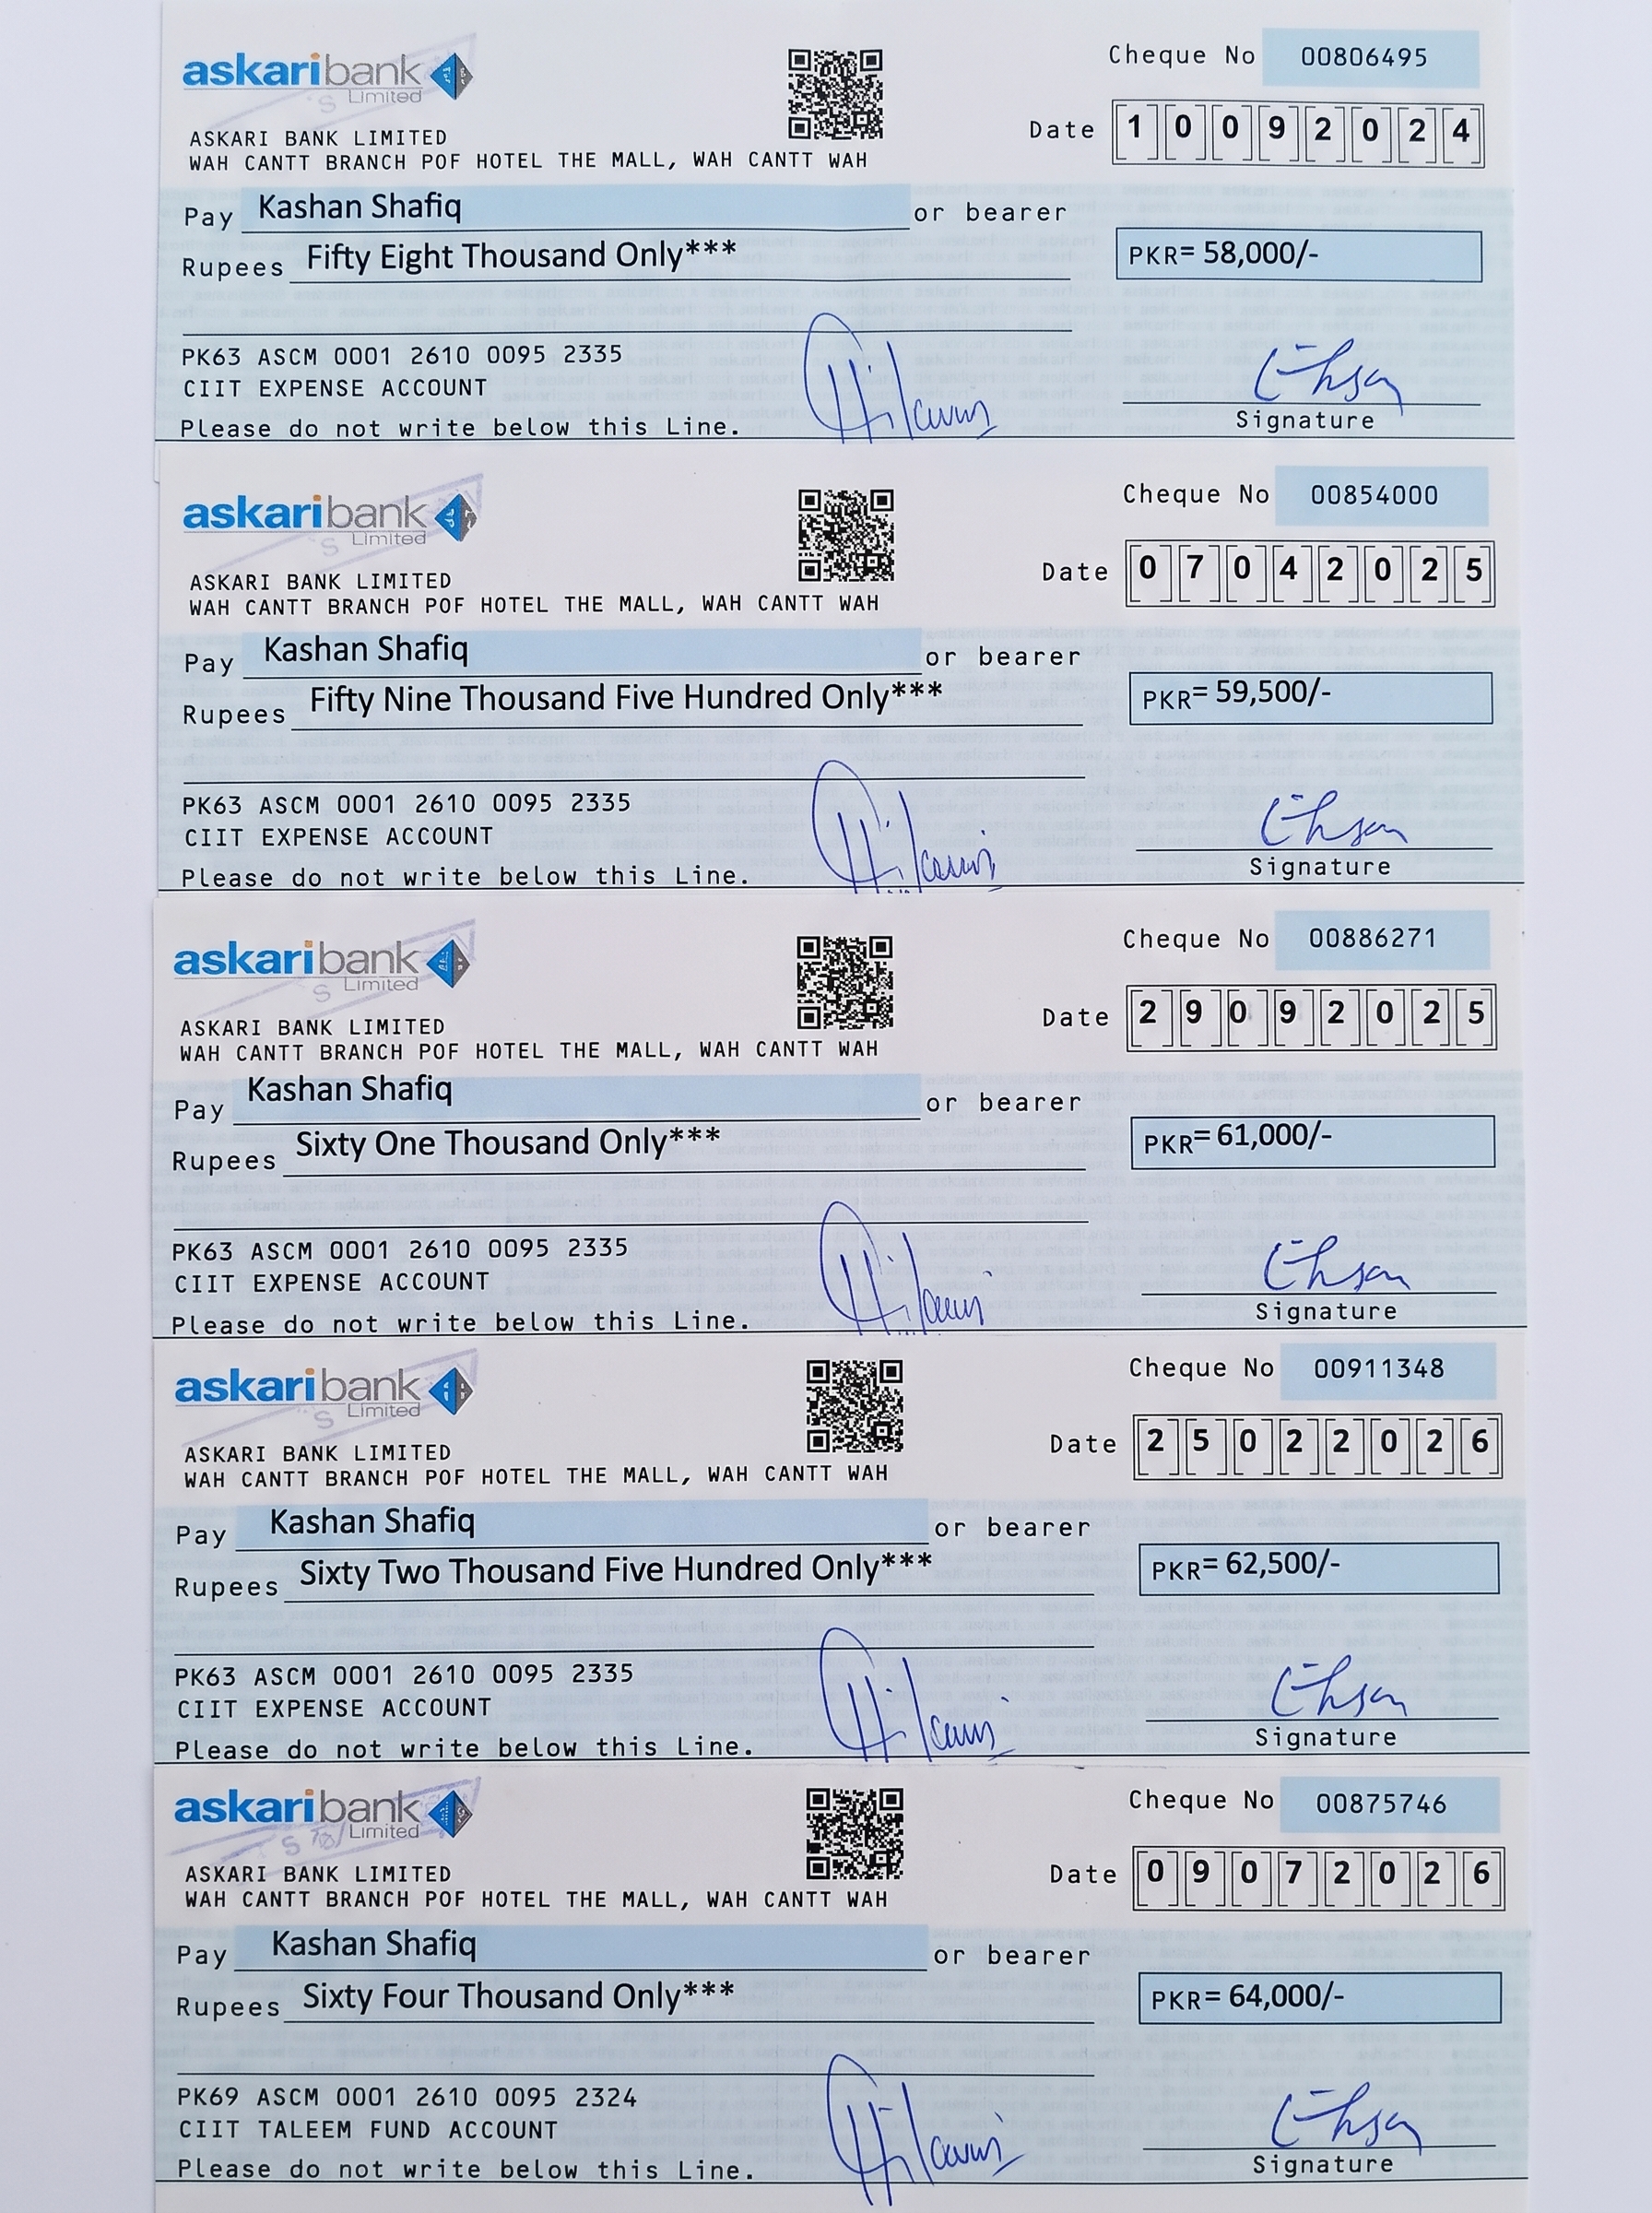 askaribank
Limited
Cheque No 00806495
Date 10092024
ASKARI BANK LIMITED
WAH CANTT BRANCH POF HOTEL THE MALL, WAH CANTT WAH
Pay Kashan Shafiq or bearer
Rupees Fifty Eight Thousand Only***
PKR= 58,000/-
PK63 ASCM 0001 2610 0095 2335
CIIT EXPENSE ACCOUNT
Signature
Please do not write below this Line.
askaribank
Limited
Cheque No 00854000
Date 07042025
ASKARI BANK LIMITED
WAH CANTT BRANCH POF HOTEL THE MALL, WAH CANTT WAH
Pay Kashan Shafiq or bearer
Rupees Fifty Nine Thousand Five Hundred Only***
PKR= 59,500/-
PK63 ASCM 0001 2610 0095 2335
CIIT EXPENSE ACCOUNT
Signature
Please do not write below this Line.
askaribank
Limited
Cheque No 00886271
Date 29092025
ASKARI BANK LIMITED
WAH CANTT BRANCH POF HOTEL THE MALL, WAH CANTT WAH
Pay Kashan Shafiq or bearer
Rupees Sixty One Thousand Only***
PKR= 61,000/-
PK63 ASCM 0001 2610 0095 2335
CIIT EXPENSE ACCOUNT
Signature
Please do not write below this Line.
askaribank
Limited
Cheque No 00911348
Date 25022026
ASKARI BANK LIMITED
WAH CANTT BRANCH POF HOTEL THE MALL, WAH CANTT WAH
Pay Kashan Shafiq or bearer
Rupees Sixty Two Thousand Five Hundred Only***
PKR= 62,500/-
PK63 ASCM 0001 2610 0095 2335
CIIT EXPENSE ACCOUNT
Signature
Please do not write below this Line.
askaribank
Limited
Cheque No 00875746
Date 09072026
ASKARI BANK LIMITED
WAH CANTT BRANCH POF HOTEL THE MALL, WAH CANTT WAH
Pay Kashan Shafiq or bearer
Rupees Sixty Four Thousand Only***
PKR= 64,000/-
PK69 ASCM 0001 2610 0095 2324
CIIT TALEEM FUND ACCOUNT
Signature
Please do not write below this Line.